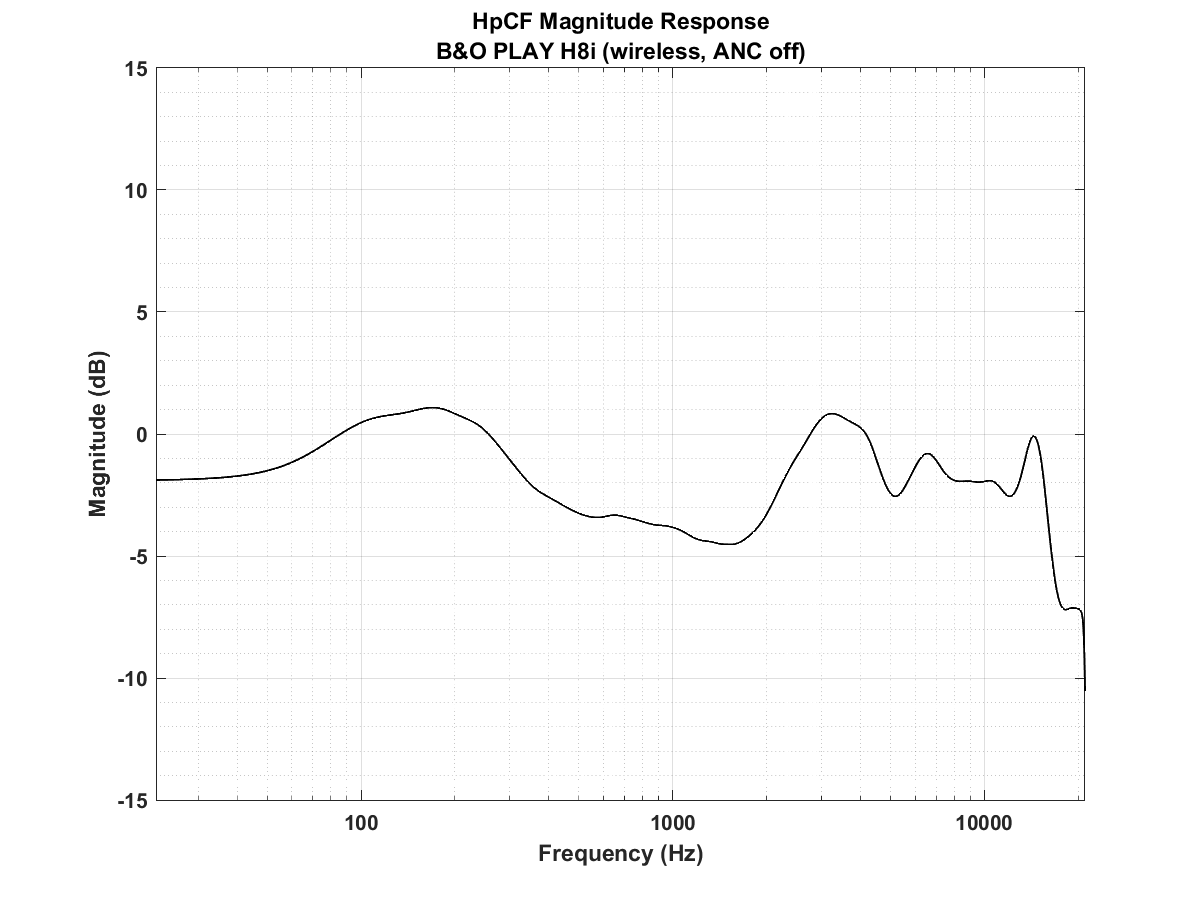 HpCF Magnitude Response
B&O PLAY H8i (wireless, ANC off)
15
10
5
0
-5
-10
-15
Magnitude (dB)
100
1000
10000
Frequency (Hz)